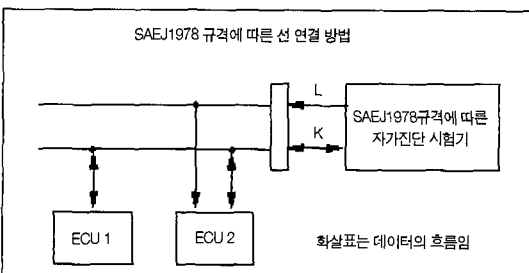 SAEJ1978 규격에 따른 선 연결 방법
L
K
SAEJ1978규격에 따른
자가진단 시험기
ECU 1
ECU 2
화살표는 데이터의 흐름임